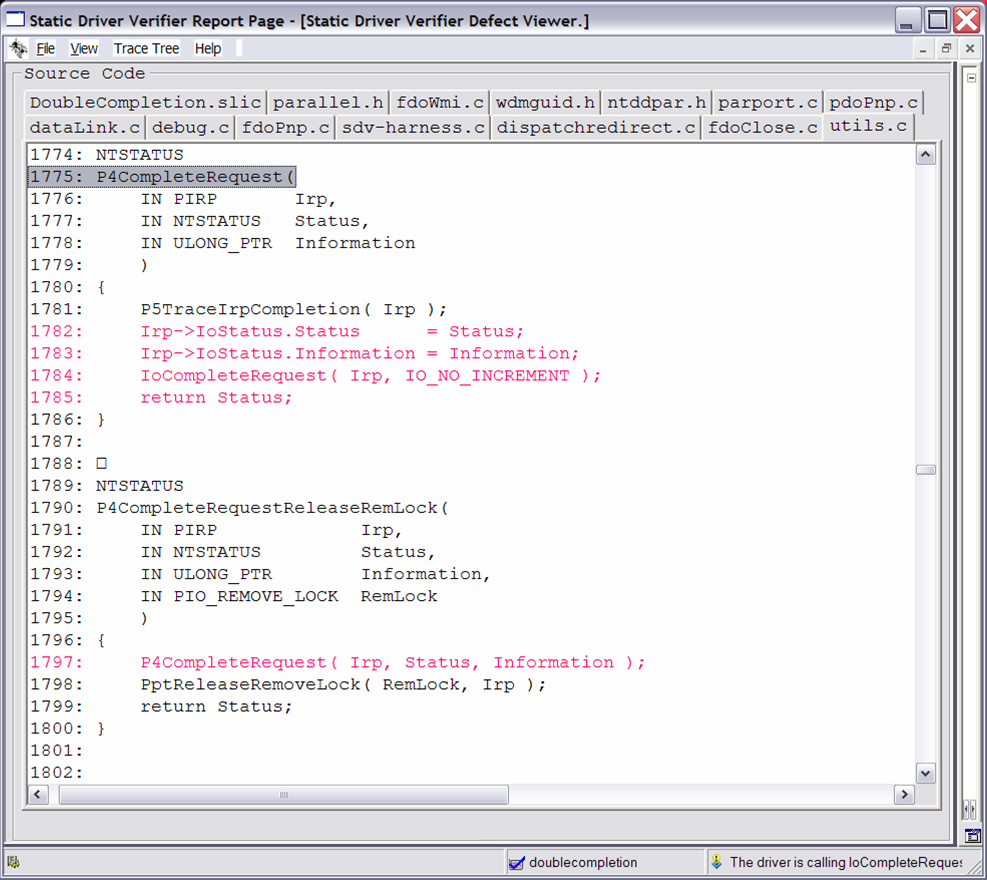 Static Driver Verifier Report Page - [Static Driver Verifier Defect Viewer.]
File View Trace Tree Help
Source Code
DoubleCompletion.slic parallel.h fdoWmi.c wdmguid.h ntddpar.h parport.c pdoPnp.c
dataLink.c debug.c fdoPnp.c sdv-harness.c dispatchredirect.c fdoClose.c utils.c
1774: NTSTATUS
1775: P4CompleteRequest(
1776:     IN PIRP       Irp,
1777:     IN NTSTATUS   Status,
1778:     IN ULONG_PTR  Information
1779:     )
1780: {
1781:     P5TraceIrpCompletion( Irp );
1782:     Irp->IoStatus.Status      = Status;
1783:     Irp->IoStatus.Information = Information;
1784:     IoCompleteRequest( Irp, IO_NO_INCREMENT );
1785:     return Status;
1786: }
1787:
1788: □
1789: NTSTATUS
1790: P4CompleteRequestReleaseRemLock(
1791:     IN PIRP             Irp,
1792:     IN NTSTATUS         Status,
1793:     IN ULONG_PTR        Information,
1794:     IN PIO_REMOVE_LOCK  RemLock
1795:     )
1796: {
1797:     P4CompleteRequest( Irp, Status, Information );
1798:     PptReleaseRemoveLock( RemLock, Irp );
1799:     return Status;
1800: }
1801:
1802:
doublecompletion The driver is calling IoCompleteReques